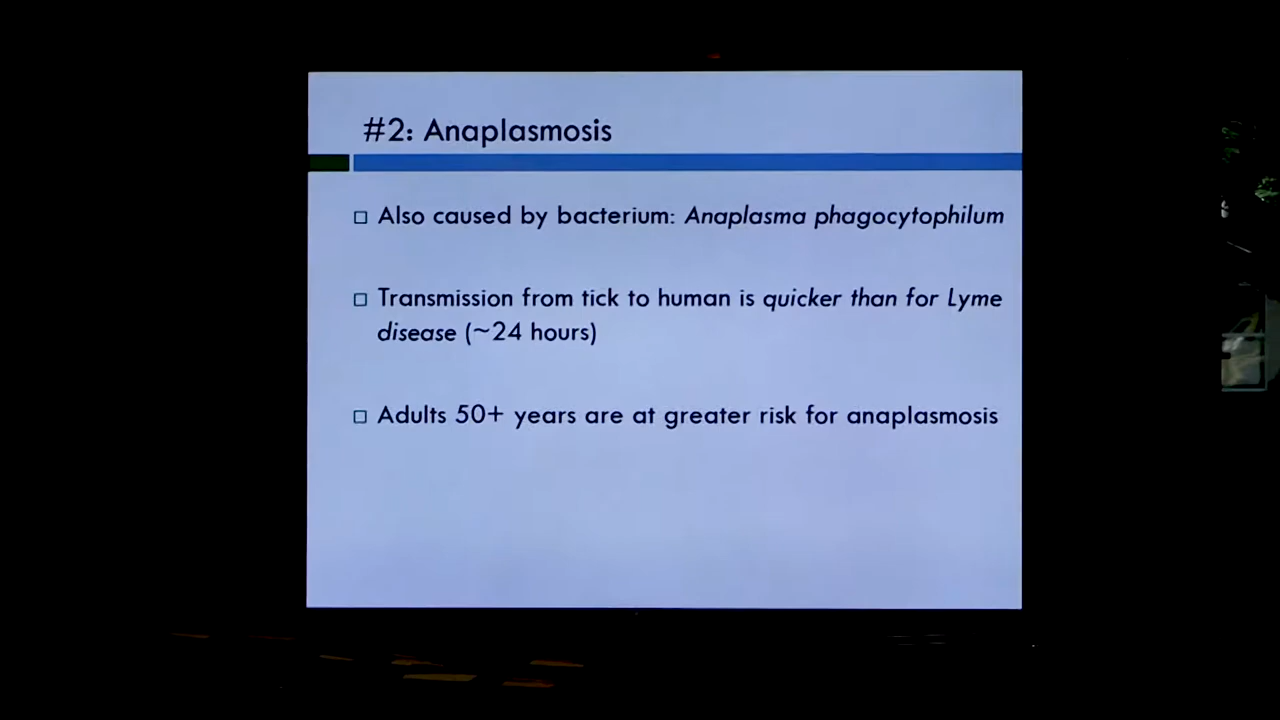 #2: Anaplasmosis
Also caused by bacterium: Anaplasma phagocytophilum
Transmission from tick to human is quicker than for Lyme
disease (~24 hours)
Adults 50+ years are at greater risk for anaplasmosis